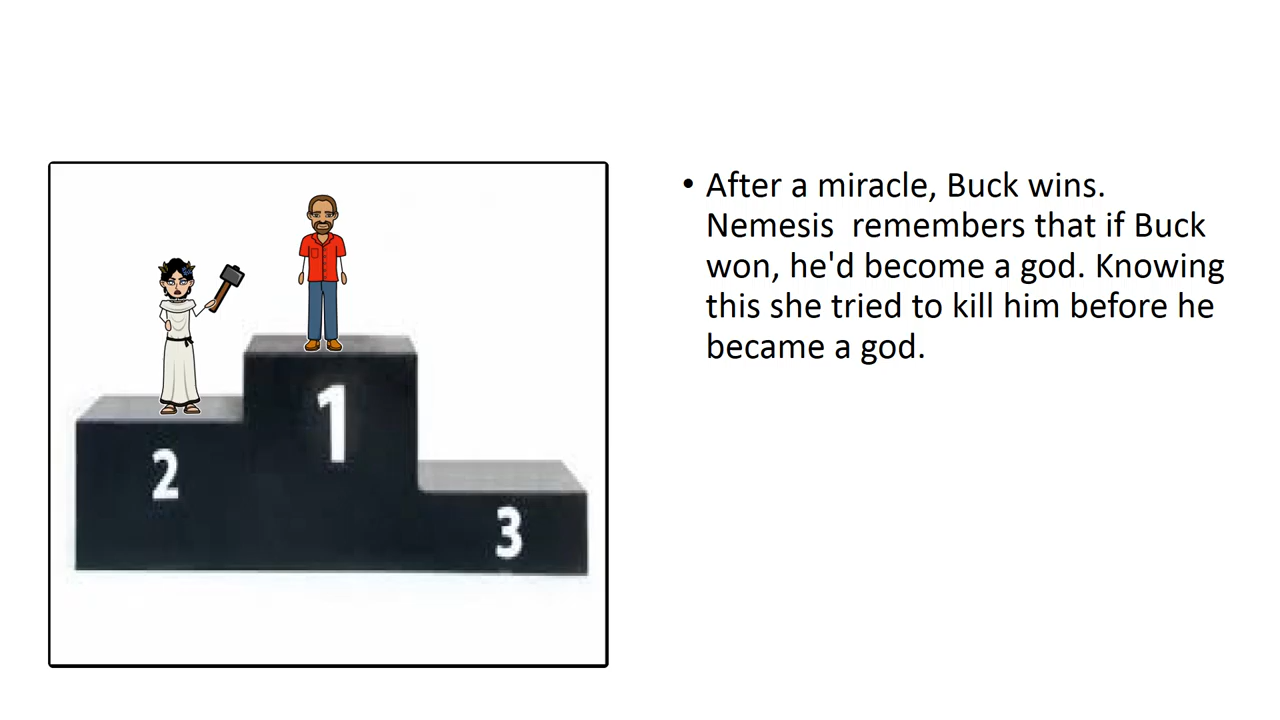 2
1
3
• After a miracle, Buck wins.
Nemesis  remembers that if Buck
won, he'd become a god. Knowing
this she tried to kill him before he
became a god.